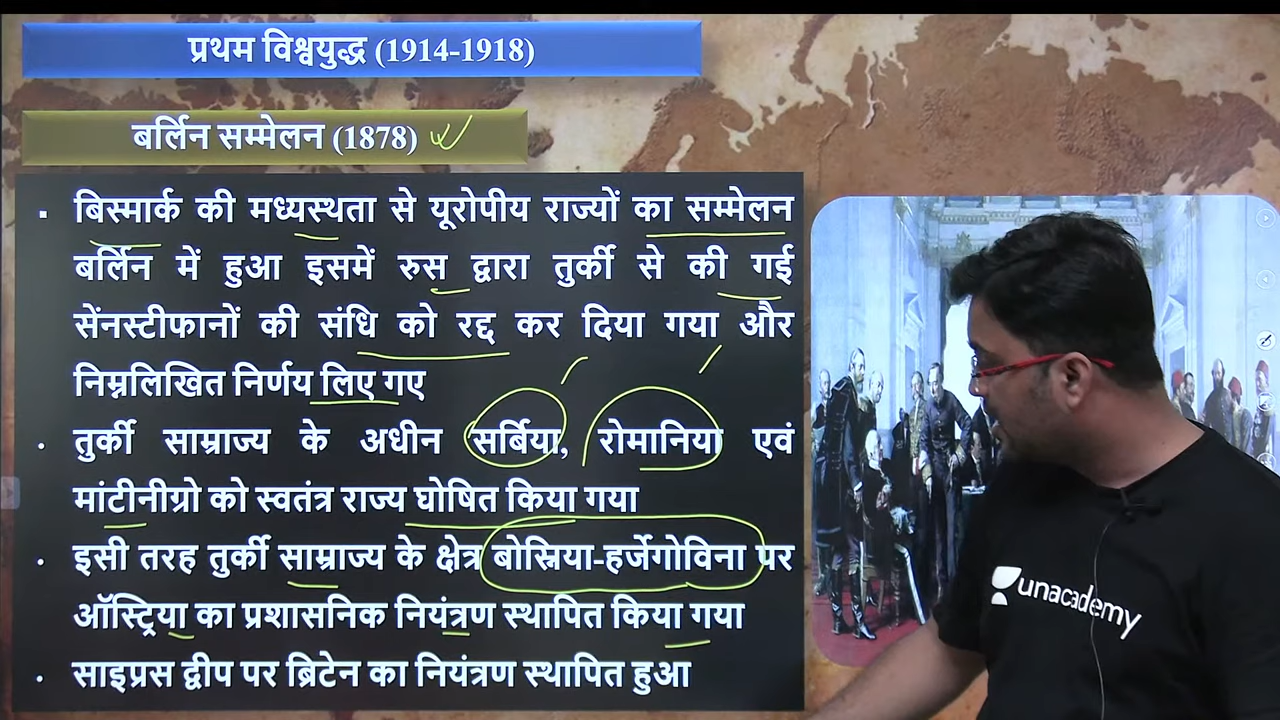 प्रथम विश्वयुद्ध (1914-1918)
बर्लिन सम्मेलन (1878)
▪ बिस्मार्क की मध्यस्थता से यूरोपीय राज्यों का सम्मेलन
बर्लिन में हुआ इसमें रुस द्वारा तुर्की से की गई
सेंनस्टीफानों की संधि को रद्द कर दिया गया और
निम्नलिखित निर्णय लिए गए
• तुर्की साम्राज्य के अधीन सर्बिया, रोमानिया एवं
मांटीनीग्रो को स्वतंत्र राज्य घोषित किया गया
• इसी तरह तुर्की साम्राज्य के क्षेत्र बोस्निया-हर्जेगोविना पर
ऑस्ट्रिया का प्रशासनिक नियंत्रण स्थापित किया गया
• साइप्रस द्वीप पर ब्रिटेन का नियंत्रण स्थापित हुआ
unacademy